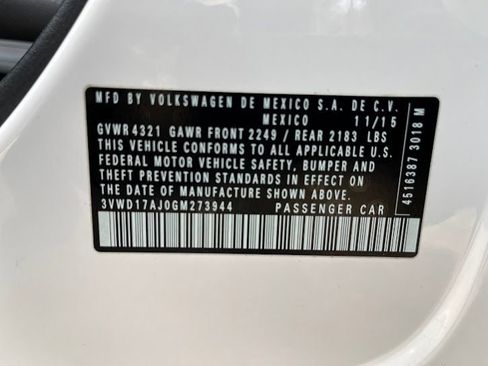 MFD BY VOLKSWAGEN DE MEXICO S.A. DE C.V.
MEXICO 11/15
GVWR 4321 GAWR FRONT 2249 / REAR 2183 LBS
THIS VEHICLE CONFORMS TO ALL APPLICABLE U.S.
FEDERAL MOTOR VEHICLE SAFETY, BUMPER AND
THEFT PREVENTION STANDARDS IN EFFECT ON
THE DATE OF MANUFACTURE SHOWN ABOVE.
3VWD17AJ0GM273944 PASSENGER CAR
4516387 3018 M